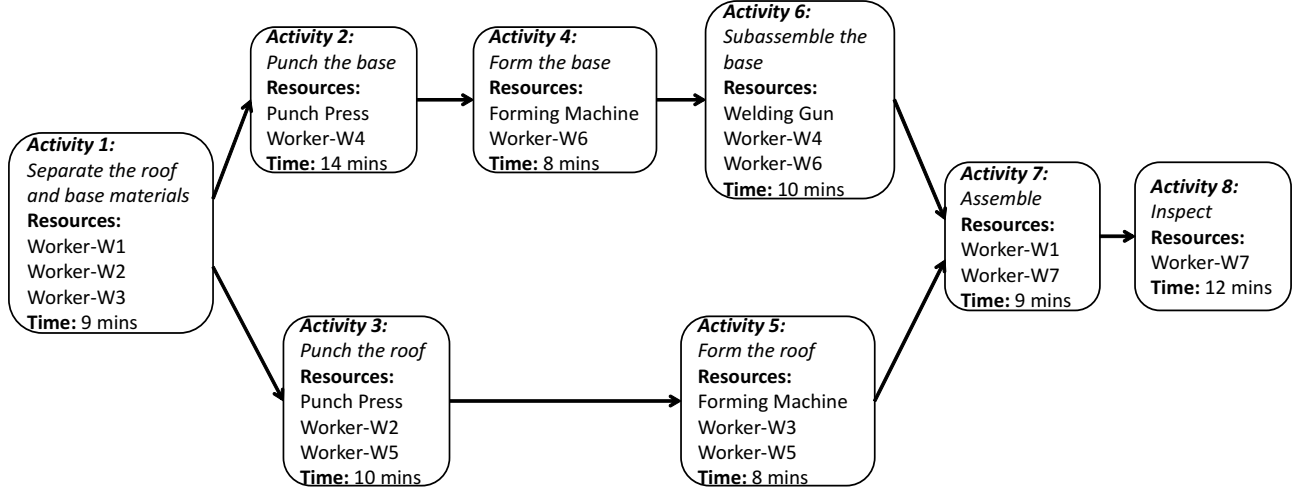 Activity 1:
Separate the roof
and base materials
Resources:
Worker-W1
Worker-W2
Worker-W3
Time: 9 mins
Activity 2:
Punch the base
Resources:
Punch Press
Worker-W4
Time: 14 mins
Activity 3:
Punch the roof
Resources:
Punch Press
Worker-W2
Worker-W5
Time: 10 mins
Activity 4:
Form the base
Resources:
Forming Machine
Worker-W6
Time: 8 mins
Activity 5:
Form the roof
Resources:
Forming Machine
Worker-W3
Worker-W5
Time: 8 mins
Activity 6:
Subassemble the
base
Resources:
Welding Gun
Worker-W4
Worker-W6
Time: 10 mins
Activity 7:
Assemble
Resources:
Worker-W1
Worker-W7
Time: 9 mins
Activity 8:
Inspect
Resources:
Worker-W7
Time: 12 mins